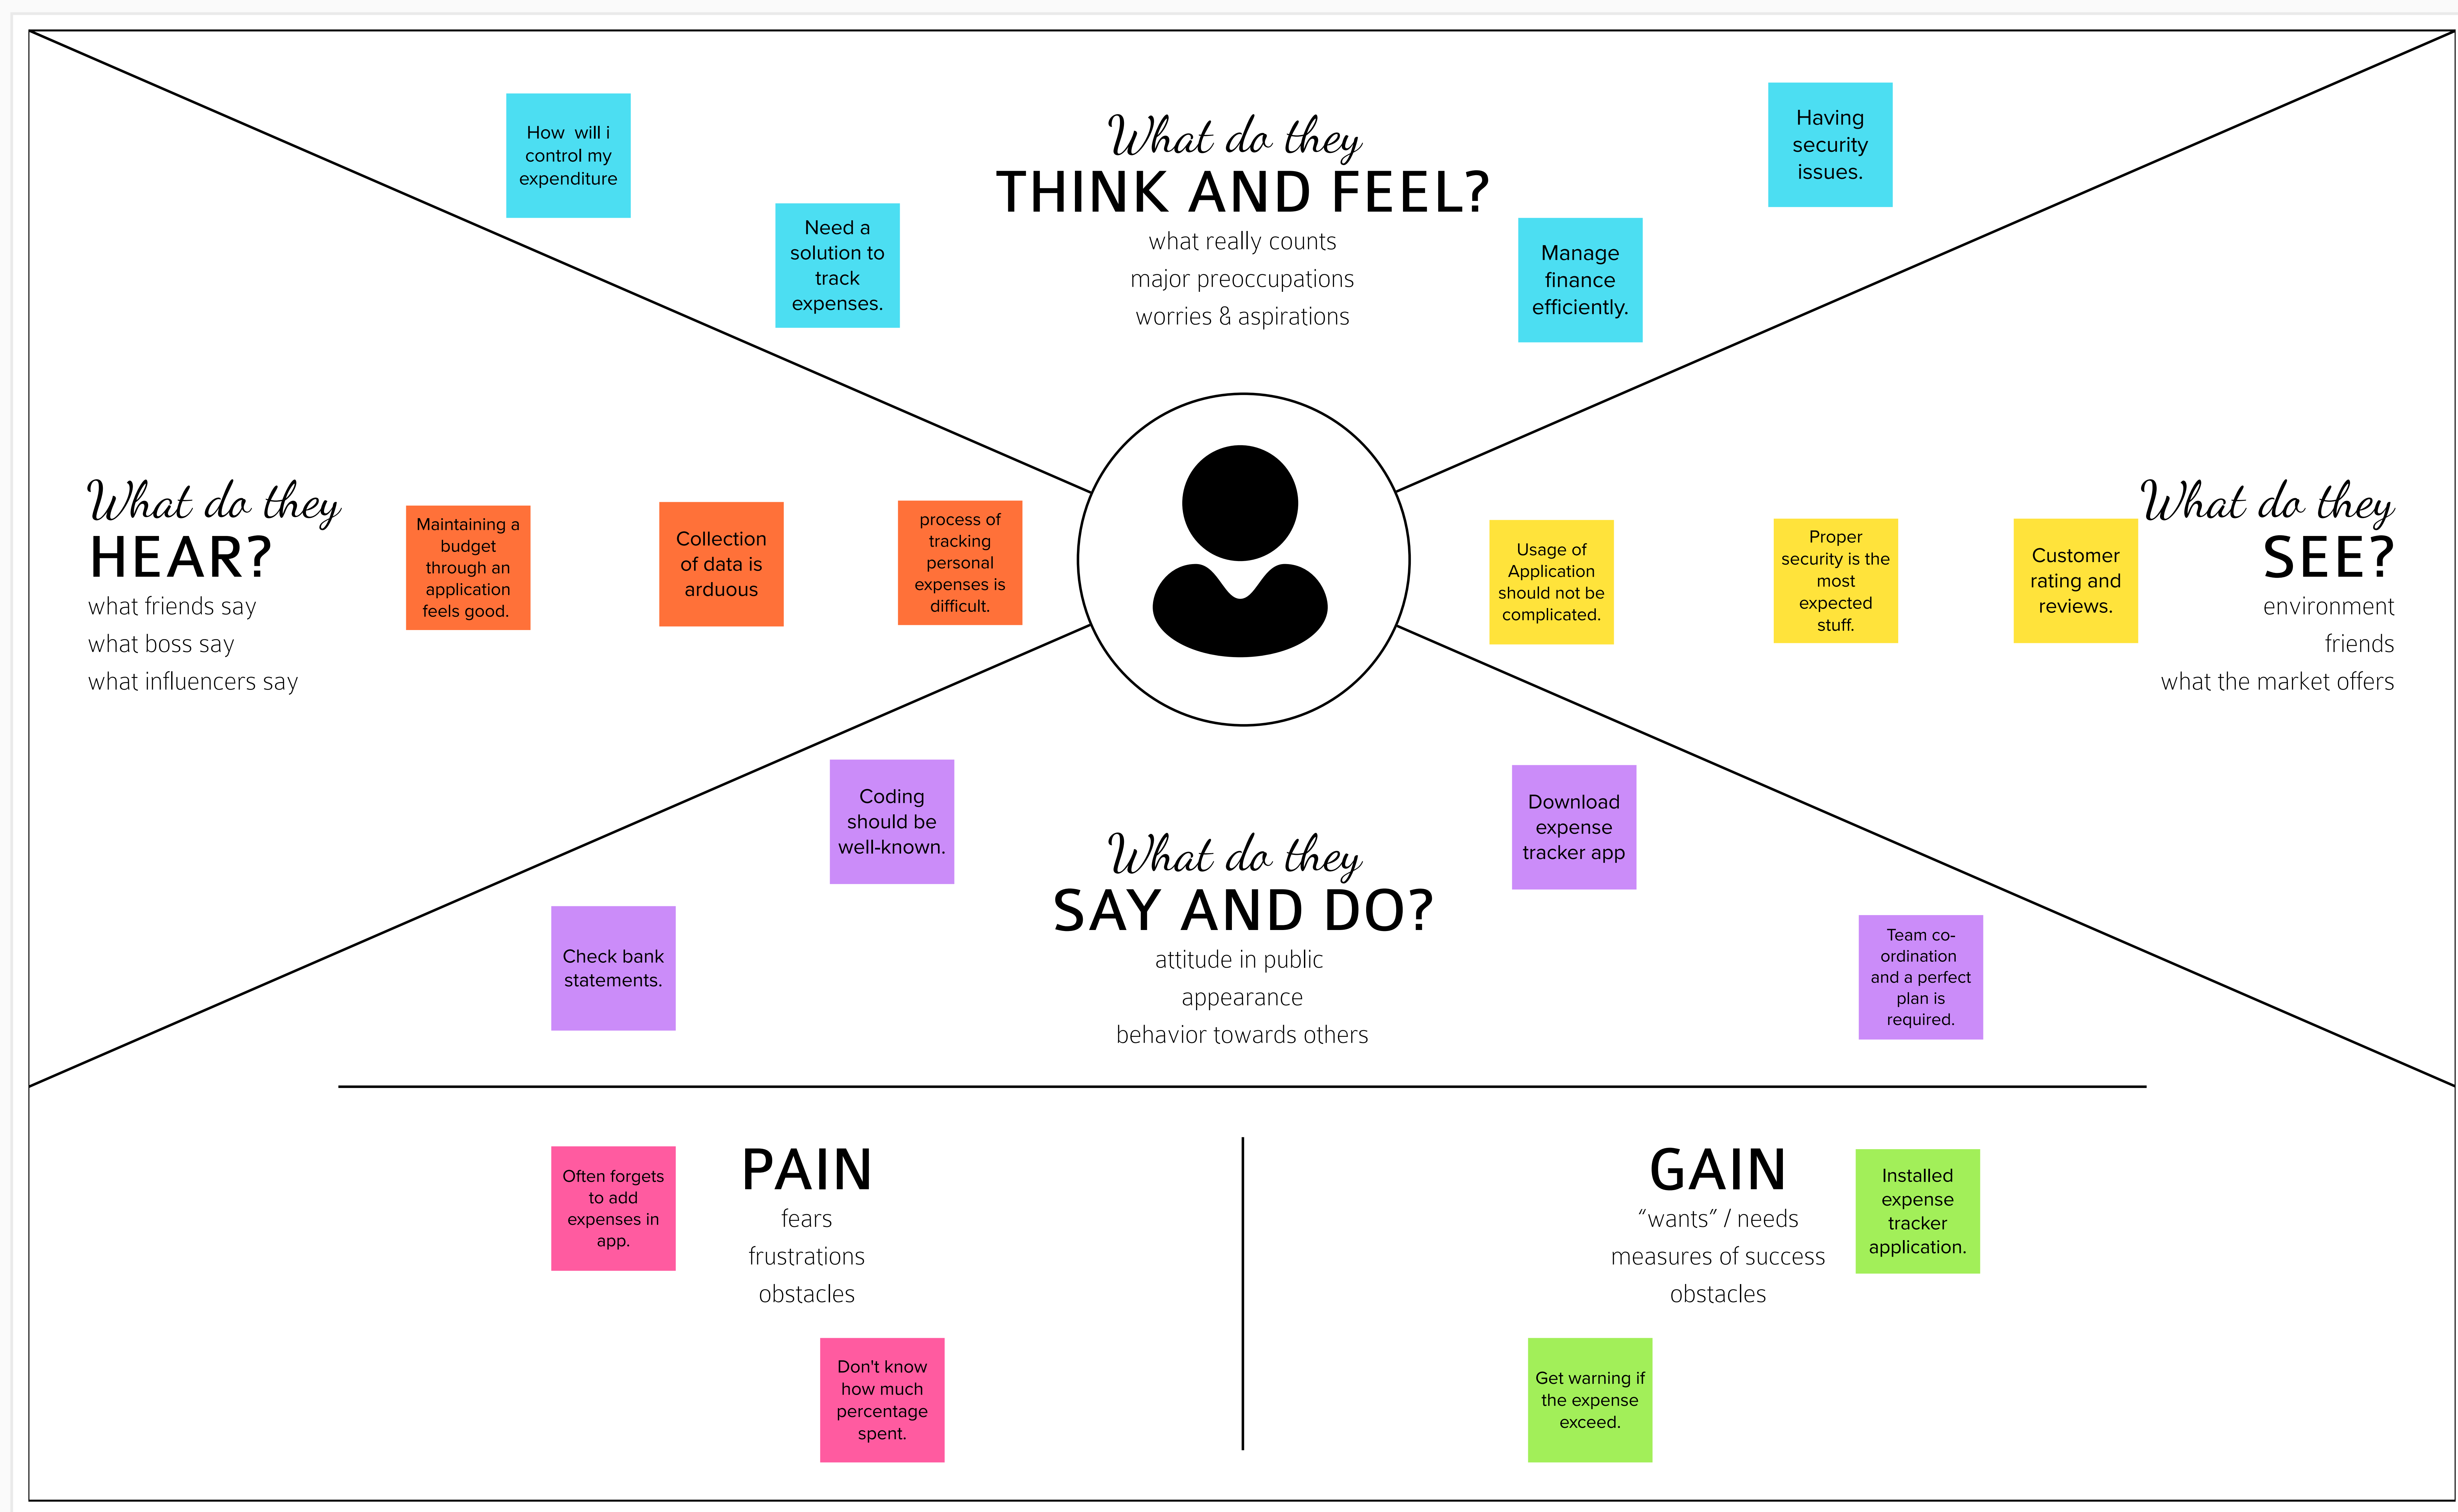 How will i
control my
expenditure
Need a
solution to
track
expenses.
What do they
THINK AND FEEL?
what really counts
major preoccupations
worries & aspirations
Manage
finance
efficiently.
Having
security
issues.
What do they
HEAR?
what friends say
what boss say
what influencers say
Maintaining a
budget
through an
application
feels good.
Collection
of data is
arduous
process of
tracking
personal
expenses is
difficult.
Usage of
Application
should not be
complicated.
Proper
security is the
most
expected
stuff.
Customer
rating and
reviews.
What do they
SEE?
environment
friends
what the market offers
Coding
should be
well-known.
Check bank
statements.
What do they
SAY AND DO?
attitude in public
appearance
behavior towards others
Download
expense
tracker app
Team co-
ordination
and a perfect
plan is
required.
Often forgets
to add
expenses in
app.
PAIN
fears
frustrations
obstacles
Don't know
how much
percentage
spent.
GAIN
“wants” / needs
measures of success
obstacles
Installed
expense
tracker
application.
Get warning if
the expense
exceed.